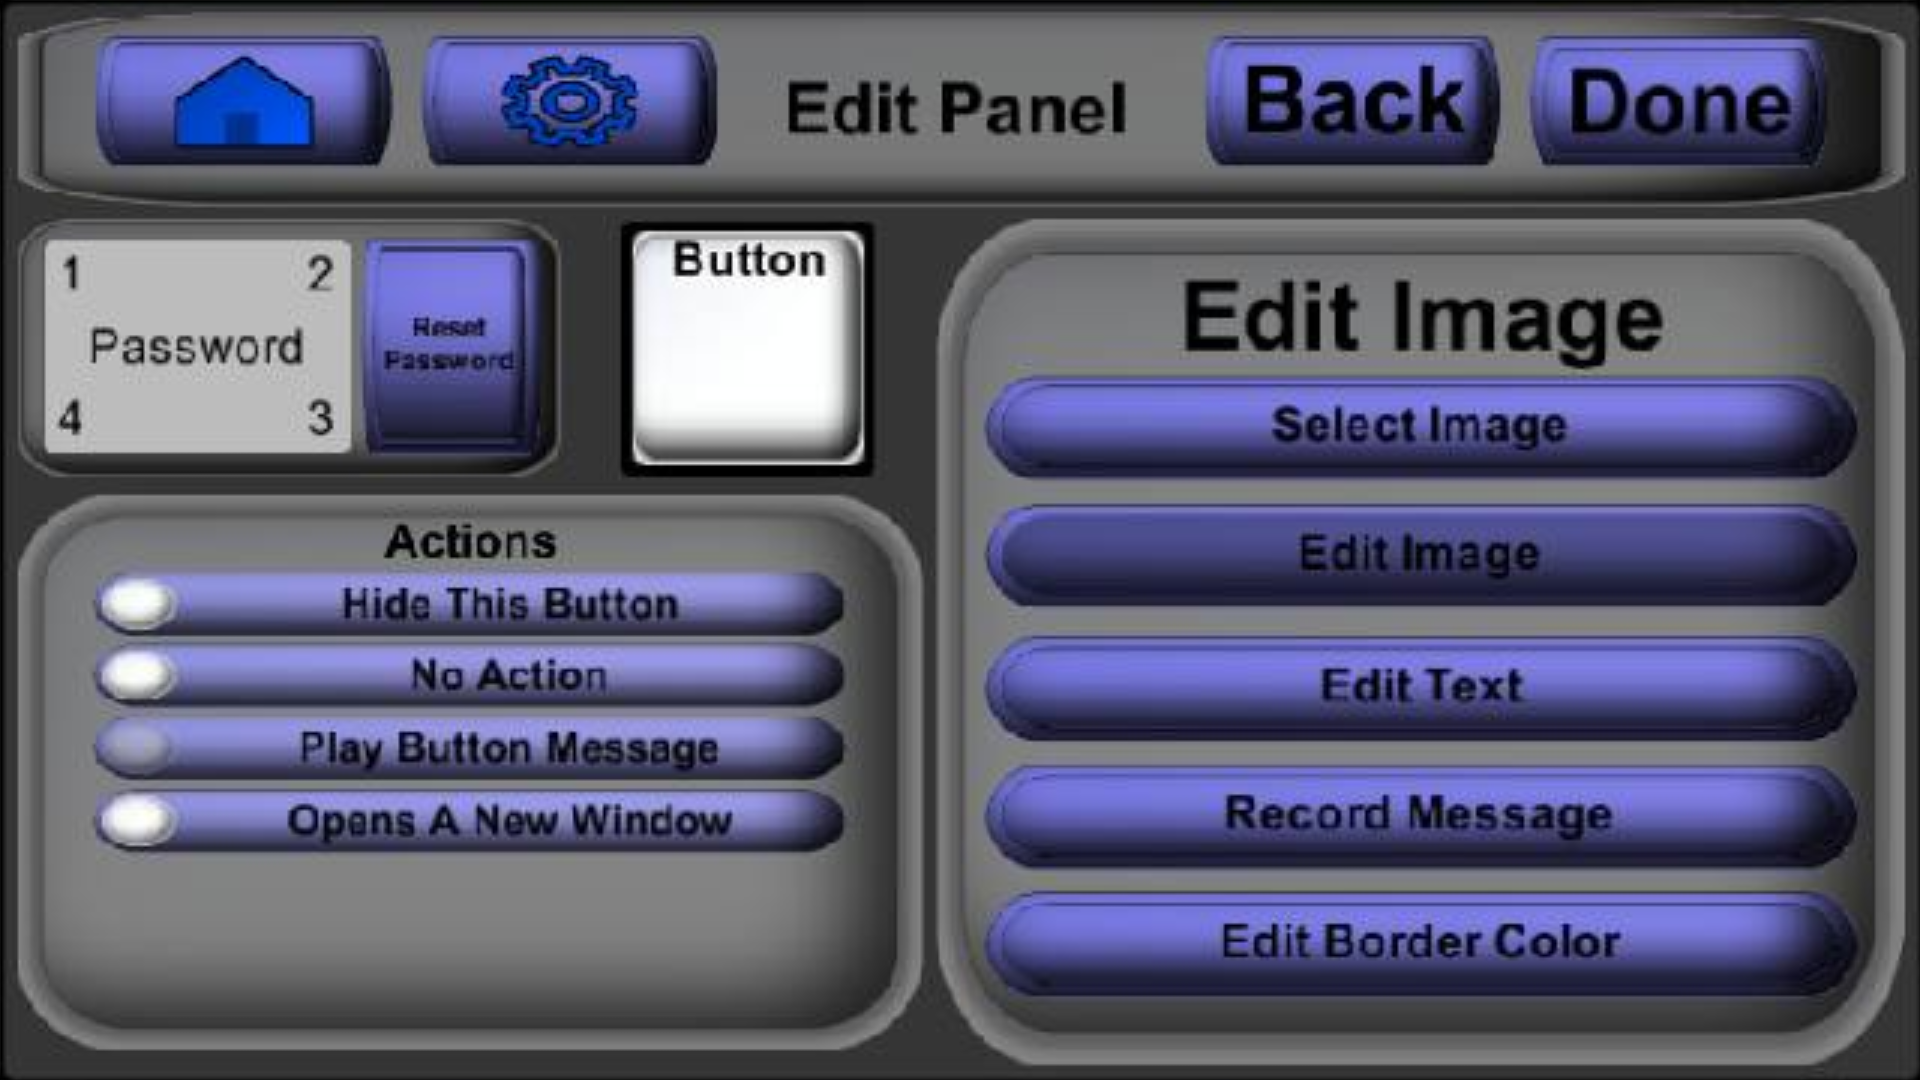 Edit Panel
Back
Done
1
2
Password
4
3
Reset
Password
Button
Actions
Hide This Button
No Action
Play Button Message
Opens A New Window
Edit Image
Select Image
Edit Image
Edit Text
Record Message
Edit Border Color